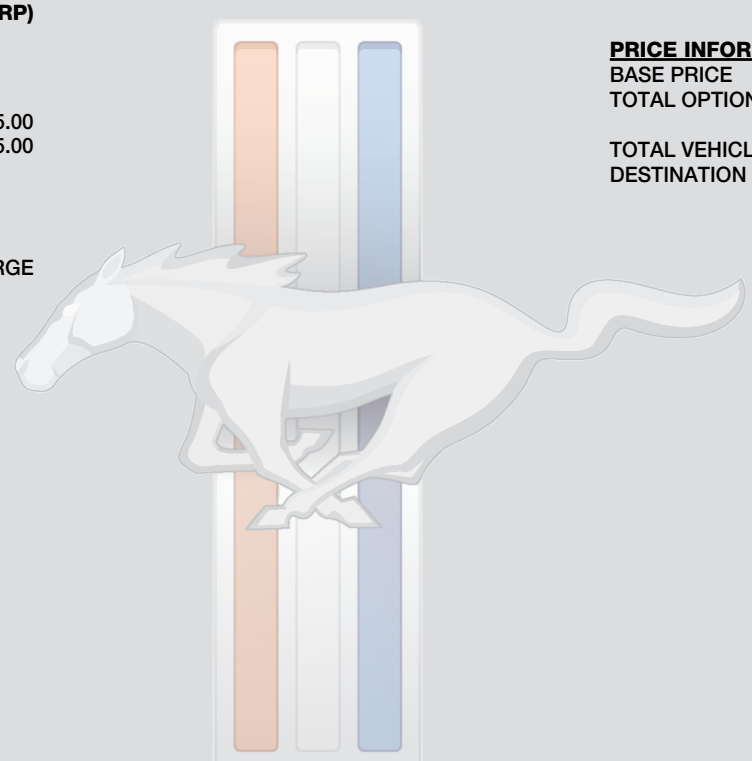 RP)
5.00
5.00
RGE
PRICE INFOR
BASE PRICE
TOTAL OPTION
TOTAL VEHICL
DESTINATION